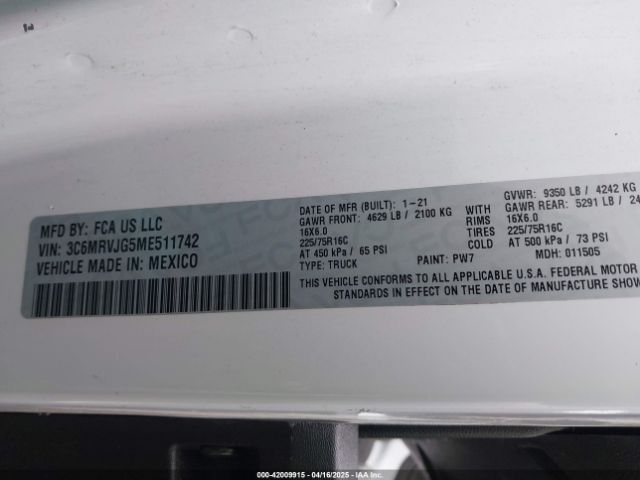 MFD BY: FCA US LLC
VIN: 3C6MRVJG5ME511742
VEHICLE MADE IN: MEXICO
DATE OF MFR (BUILT): 1-21 GVWR: 9350 LB / 4242 KG
GAWR FRONT: 4629 LB / 2100 KG WITH GAWR REAR: 5291 LB / 24
16X6.0 RIMS 16X6.0
225/75R16C TIRES 225/75R16C
AT 450 kPa / 65 PSI COLD AT 500 kPa / 73 PSI
TYPE: TRUCK PAINT: PW7 MDH: 011505
THIS VEHICLE CONFORMS TO ALL APPLICABLE U.S.A. FEDERAL MOTOR
STANDARDS IN EFFECT ON THE DATE OF MANUFACTURE SHOW
000-42009915 - 04/16/2025 - IAA Inc.